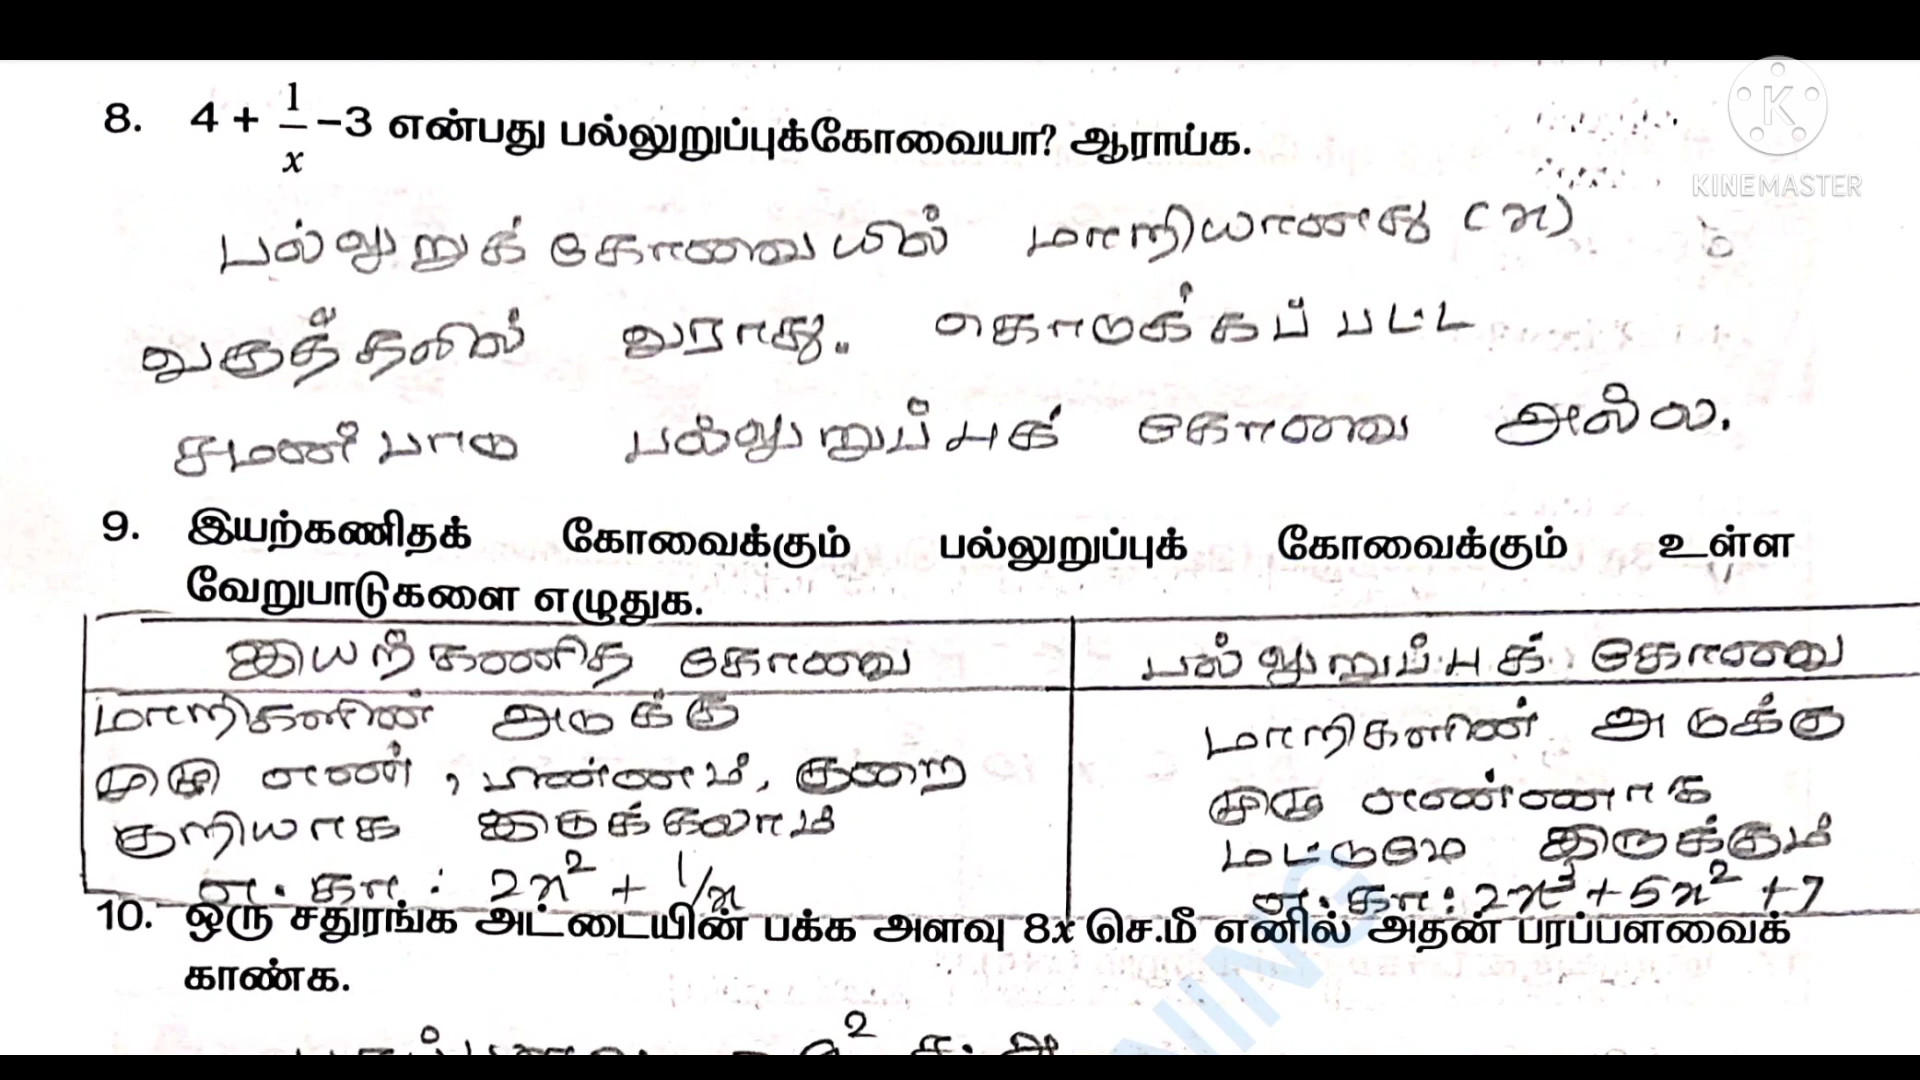 8. 4 + 1/x −3 என்பது பல்லுறுப்புக்கோவையா? ஆராய்க.
KINEMASTER
பல்லுறுக் கோவையில் மாறியானது (x)
வகுத்தலில் வராது. கொடுக்கப்பட்ட
சமன்பாடு பல்லுறுப்புக் கோவை அல்ல.
9. இயற்கணிதக் கோவைக்கும் பல்லுறுப்புக் கோவைக்கும் உள்ள
வேறுபாடுகளை எழுதுக.
இயற்கணித கோவை
மாறிகளின் அடுக்கு
முழு எண், பின்னம், குறை
குறியாக இருக்கலாம்
எ.கா: 2x² + 1/x
பல்லுறுப்புக் கோவை
மாறிகளின் அடுக்கு
முழு எண்ணாக
மட்டுமே இருக்கும்
எ.கா: 2x³ + 5x² + 7
10. ஒரு சதுரங்க அட்டையின் பக்க அளவு 8x செ.மீ எனில் அதன் பரப்பளவைக்
காண்க.
NING